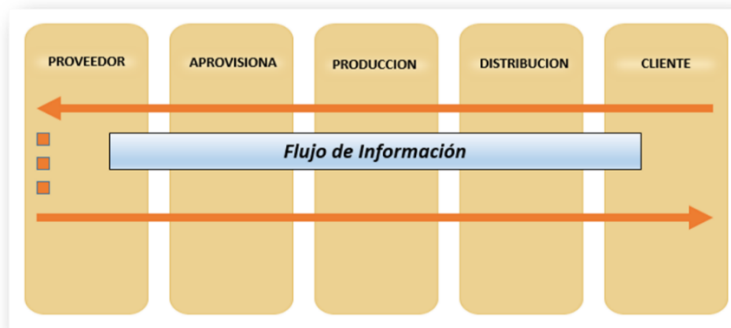 PROVEEDOR
APROVISIONA
PRODUCCION
DISTRIBUCION
CLIENTE
Flujo de Información